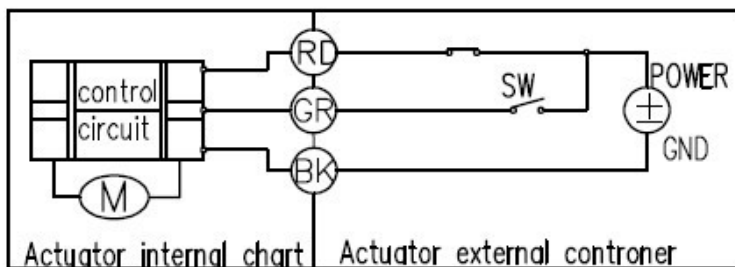 RD
control
circuit
GR
SW
POWER
±
GND
BK
M
Actuator internal chart
Actuator external controner